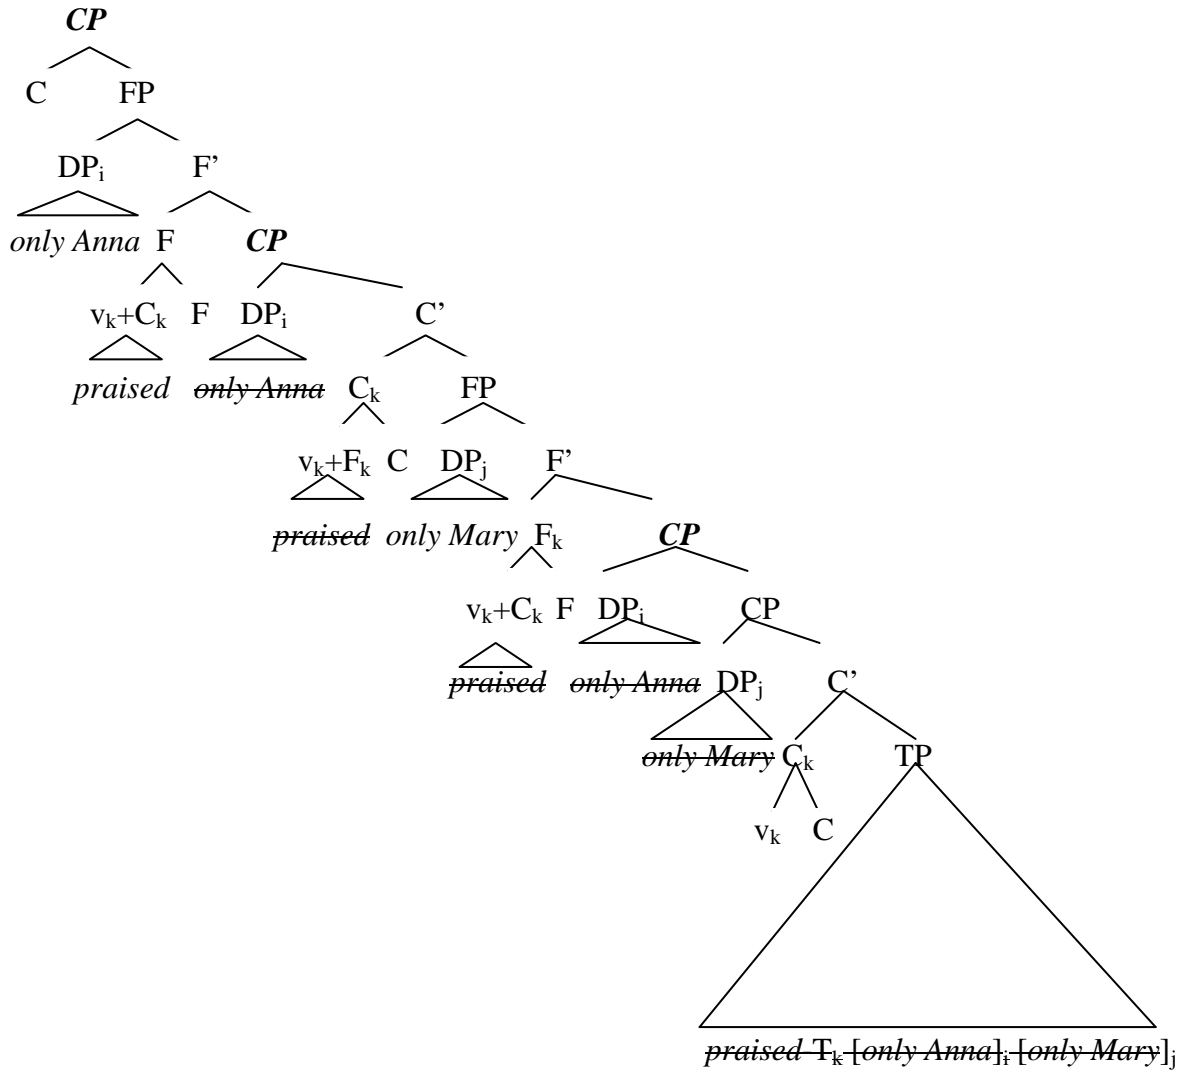 CP
C FP
DPi F’
only Anna F CP
vk+Ck F DPi C’
praised only Anna Ck FP
vk+Fk C DPj F’
praised only Mary Fk CP
vk+Ck F DPi CP
praised only Anna DPj C’
only Mary Ck TP
vk C
praised Tk [only Anna]i [only Mary]j